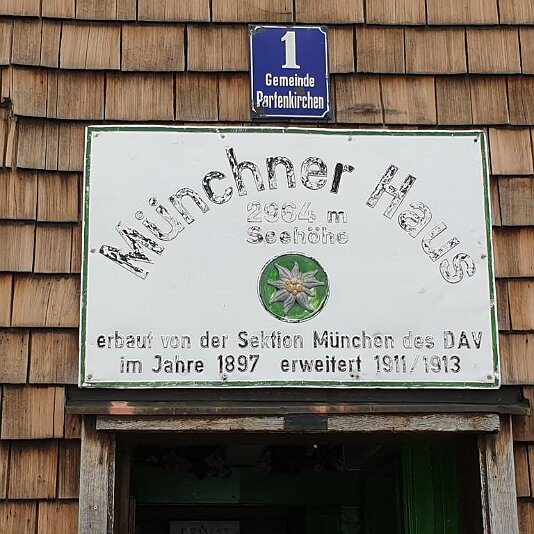 1
Gemeinde
Partenkirchen
Münchner Haus
2964 m
Seehöhe
erbaut von der Sektion München des DAV
im Jahre 1897 erweitert 1911/1913
PRIVAT